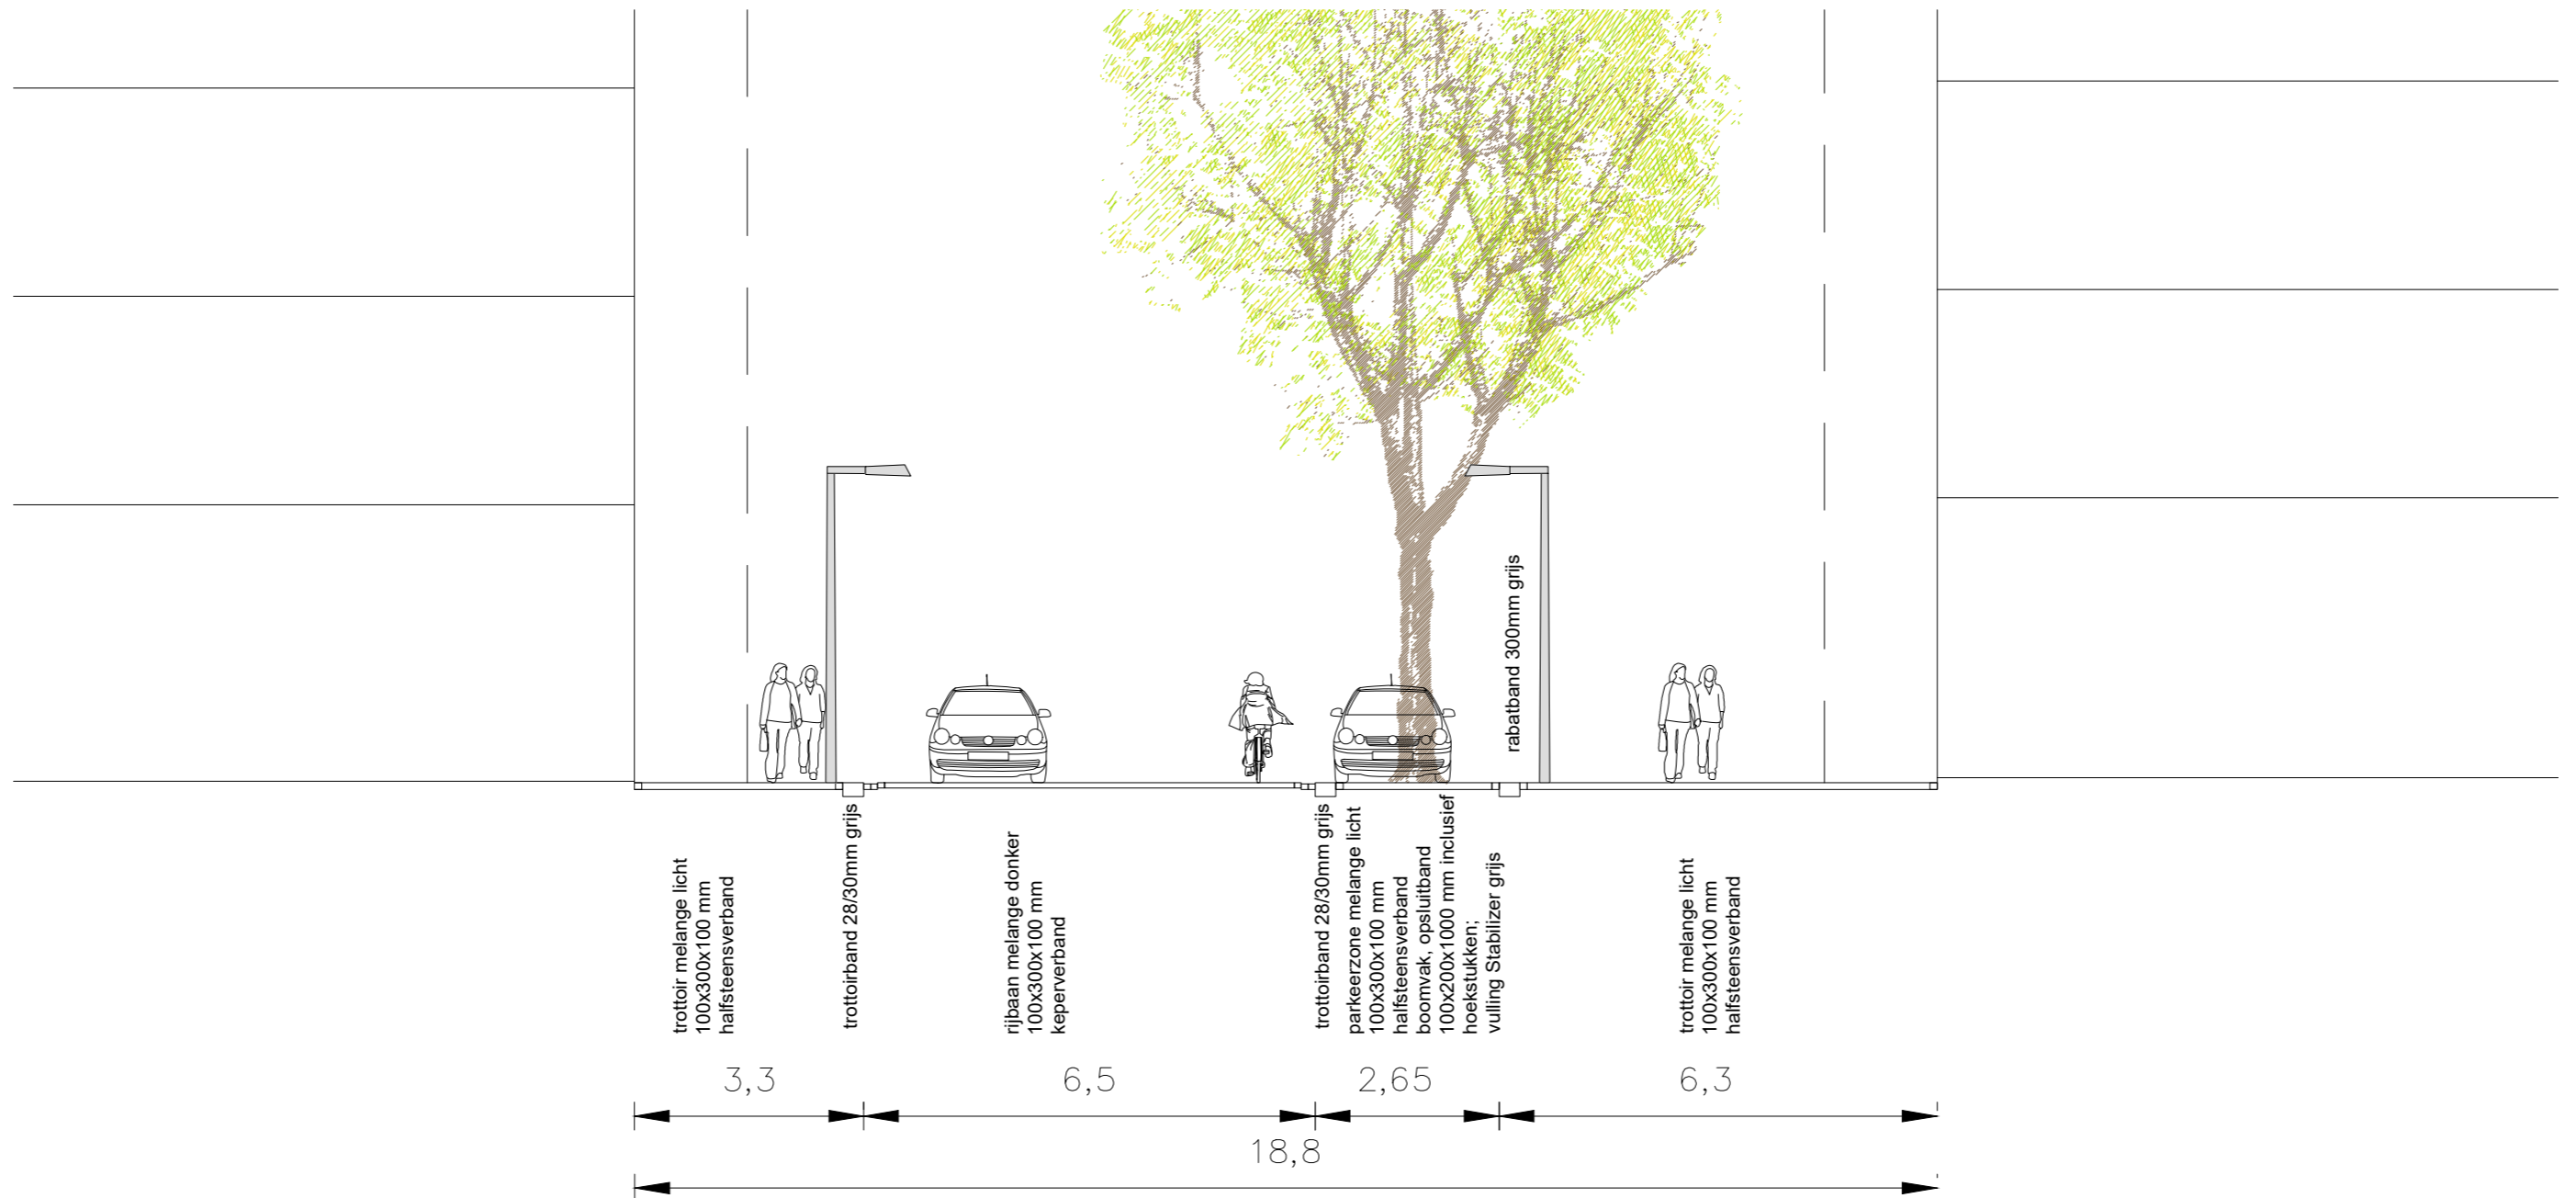 rabatband 300mm grijs
trottoir melange licht
100x300x100 mm
halfsteensverband
trottoirband 28/30mm grijs
rijbaan melange donker
100x300x100 mm
keperverband
trottoirband 28/30mm grijs
parkeerzone melange licht
100x300x100 mm
halfsteensverband
boomvak, opsluitband
100x200x1000 mm inclusief
hoekstukken;
vulling Stabilizer grijs
trottoir melange licht
100x300x100 mm
halfsteensverband
3,3
6,5
2,65
6,3
18,8